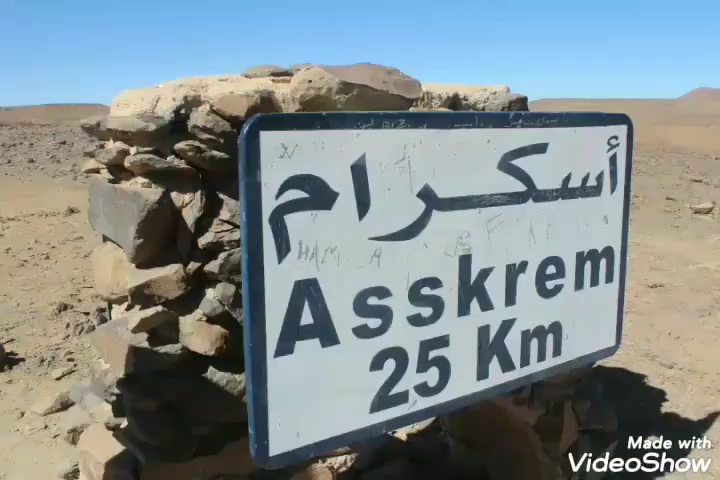 أسكرام
Asskrem
25 Km
Made with
VideoShow